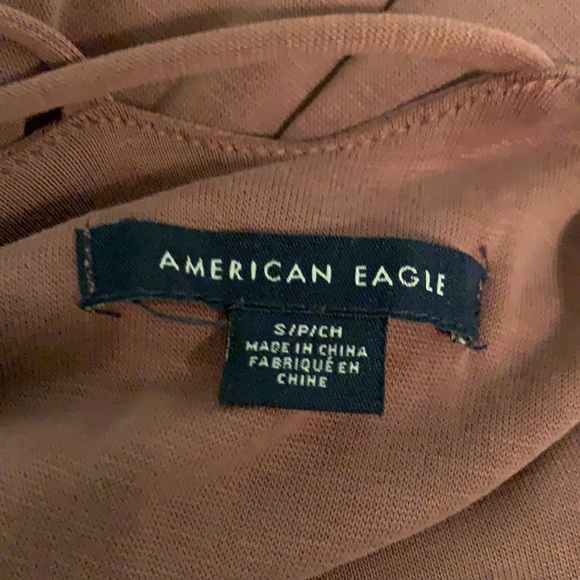 AMERICAN EAGLE
S/P/CH
MADE IN CHINA
FABRIQUÉ EN
CHINE